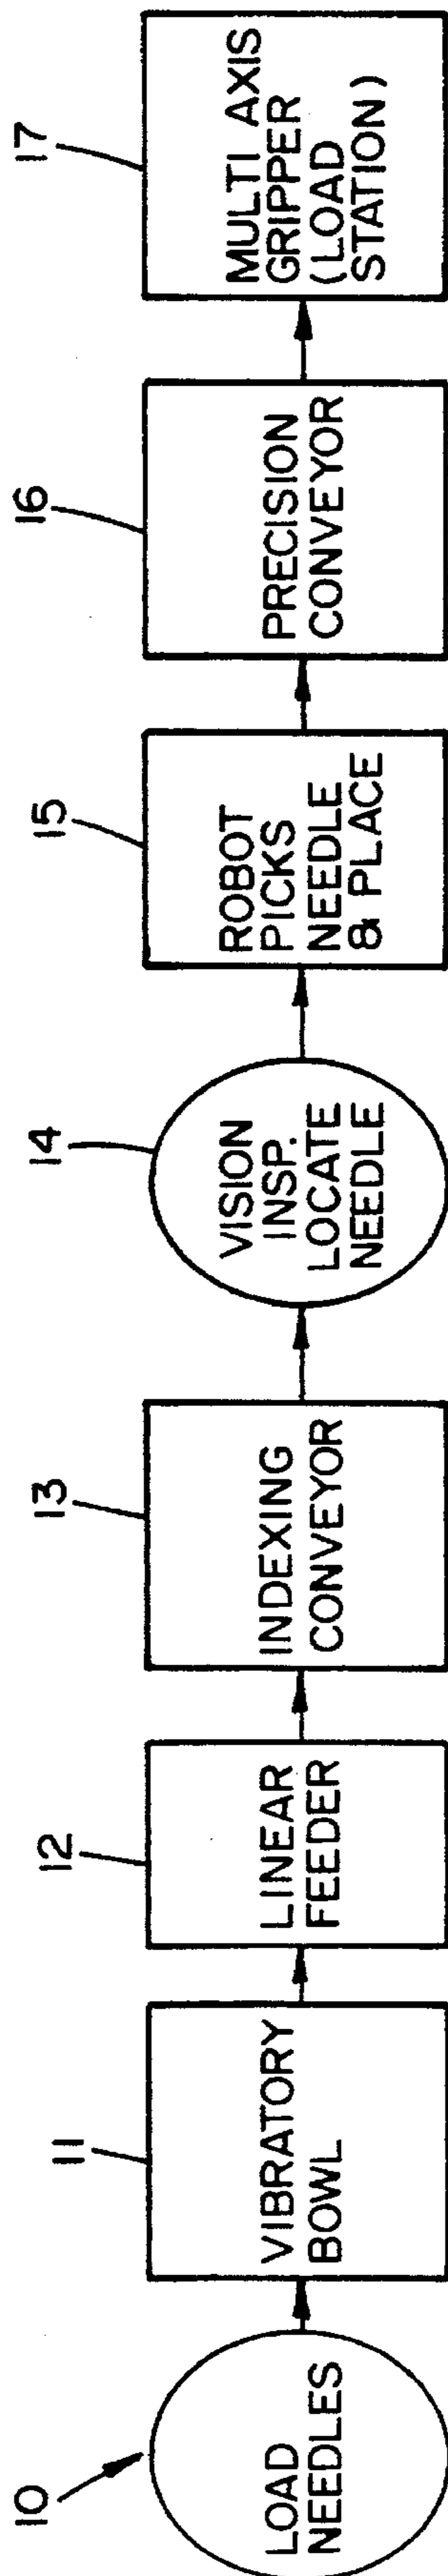 10
LOAD
NEEDLES
11
VIBRATORY
BOWL
12
LINEAR
FEEDER
13
INDEXING
CONVEYOR
14
VISION
INSP.
LOCATE
NEEDLE
15
ROBOT
PICKS
NEEDLE
& PLACE
16
PRECISION
CONVEYOR
17
MULTI AXIS
GRIPPER
(LOAD
STATION)